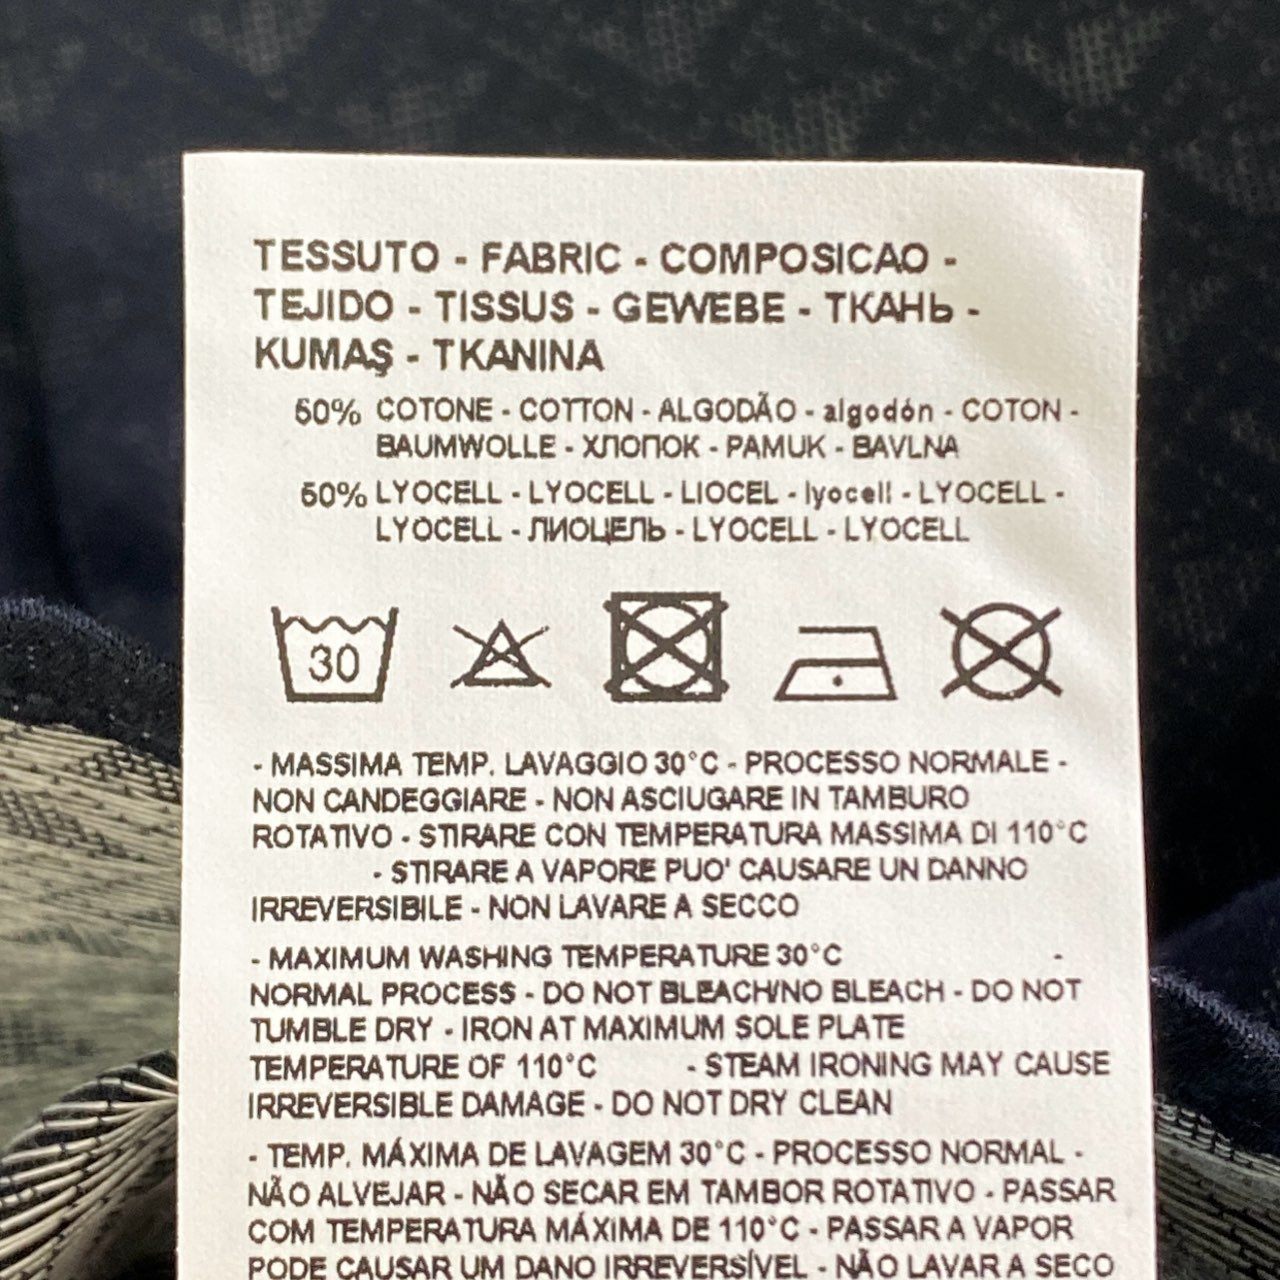 TESSUTO - FABRIC - COMPOSICAO -
TEJIDO - TISSUS - GEWEBE - ТКАНЬ -
KUMAŞ - TKANINA
50% COTONE - COTTON - ALGODÃO - algodón - COTON -
BAUMWOLLE - ХЛОПОК - PAMUK - BAVLNA
50% LYOCELL - LYOCELL - LIOCEL - lyocell - LYOCELL -
LYOCELL - ЛИОЦЕЛЬ - LYOCELL - LYOCELL
30
- MASSIMA TEMP. LAVAGGIO 30°C - PROCESSO NORMALE -
NON CANDEGGIARE - NON ASCIUGARE IN TAMBURO
ROTATIVO - STIRARE CON TEMPERATURA MASSIMA DI 110°C
- STIRARE A VAPORE PUO' CAUSARE UN DANNO
IRREVERSIBILE - NON LAVARE A SECCO
- MAXIMUM WASHING TEMPERATURE 30°C -
NORMAL PROCESS - DO NOT BLEACH/NO BLEACH - DO NOT
TUMBLE DRY - IRON AT MAXIMUM SOLE PLATE
TEMPERATURE OF 110°C - STEAM IRONING MAY CAUSE
IRREVERSIBLE DAMAGE - DO NOT DRY CLEAN
- TEMP. MÁXIMA DE LAVAGEM 30°C - PROCESSO NORMAL -
NÃO ALVEJAR - NÃO SECAR EM TAMBOR ROTATIVO - PASSAR
COM TEMPERATURA MÁXIMA DE 110°C - PASSAR A VAPOR
PODE CAUSAR UM DANO IRREVERSÍVEL - NÃO LAVAR A SECO